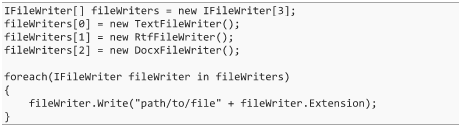 IFileWriter[] fileWriters = new IFileWriter[3];
fileWriters[0] = new TextFileWriter();
fileWriters[1] = new RtfFileWriter();
fileWriters[2] = new DocxFileWriter();

foreach(IFileWriter fileWriter in fileWriters)
{
    fileWriter.Write("path/to/file" + fileWriter.Extension);
}